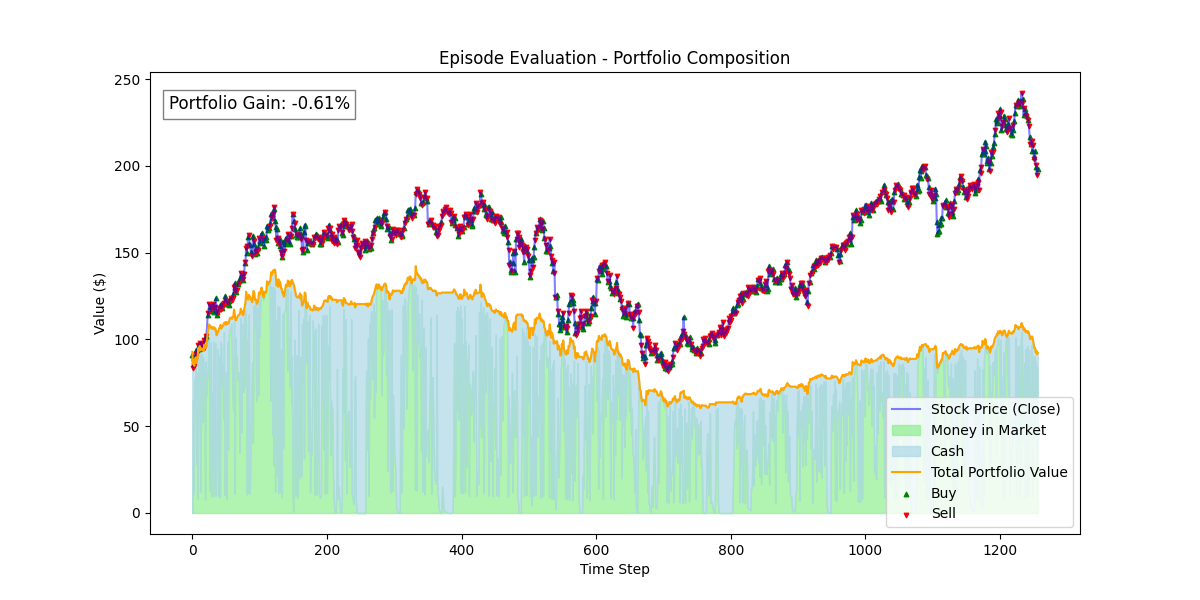 Episode Evaluation - Portfolio Composition
Portfolio Gain: -0.61%
Value ($)
250
200
150
100
50
0
0 200 400 600 800 1000 1200
Time Step
Stock Price (Close)
Money in Market
Cash
Total Portfolio Value
Buy
Sell